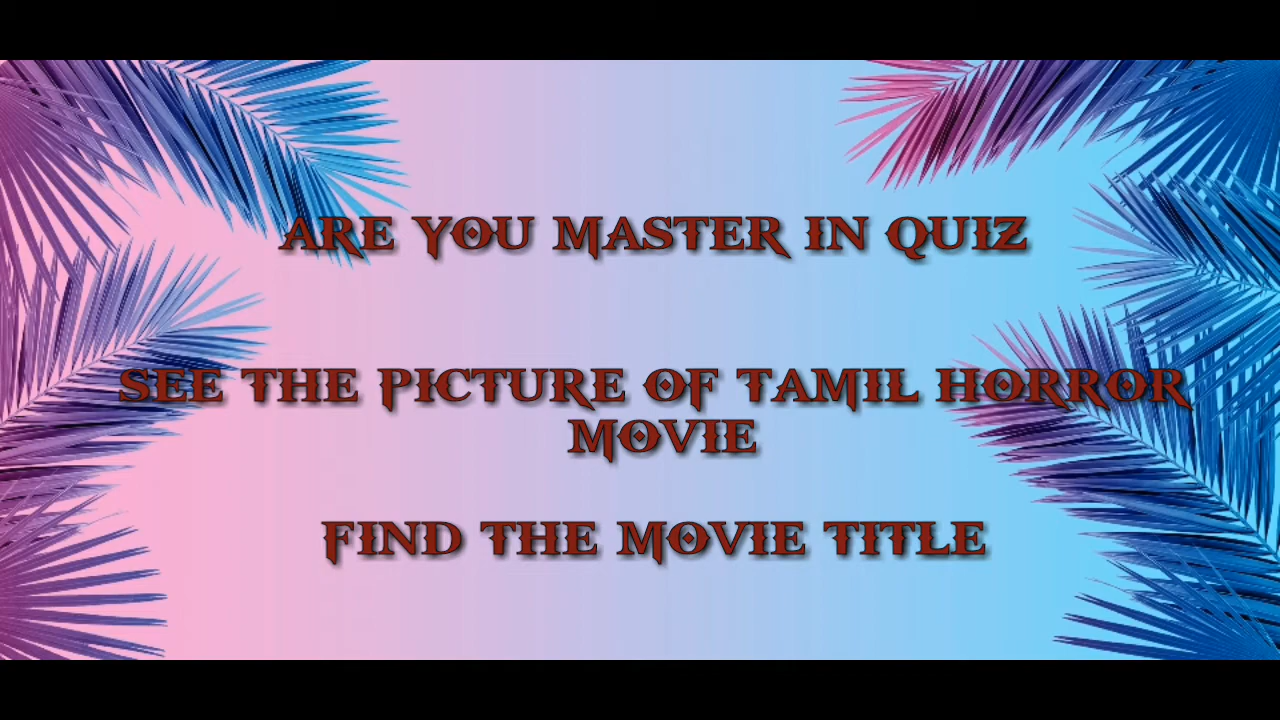 ARE YOU MASTER IN QUIZ
SEE THE PICTURE OF TAMIL HORROR
MOVIE
FIND THE MOVIE TITLE